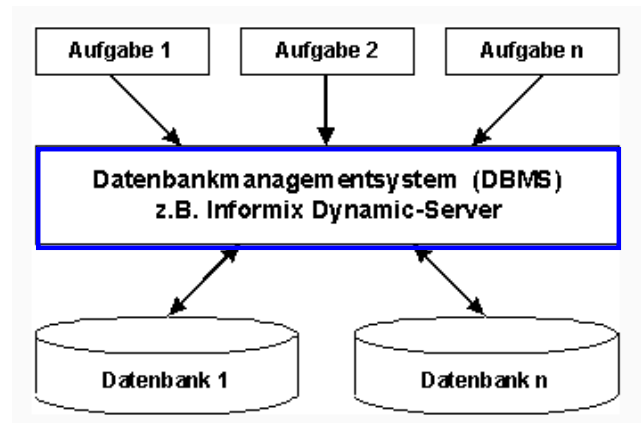 Aufgabe 1
Aufgabe 2
Aufgabe n
Datenbankmanagementsystem (DBMS)
z.B. Informix Dynamic-Server
Datenbank 1
Datenbank n